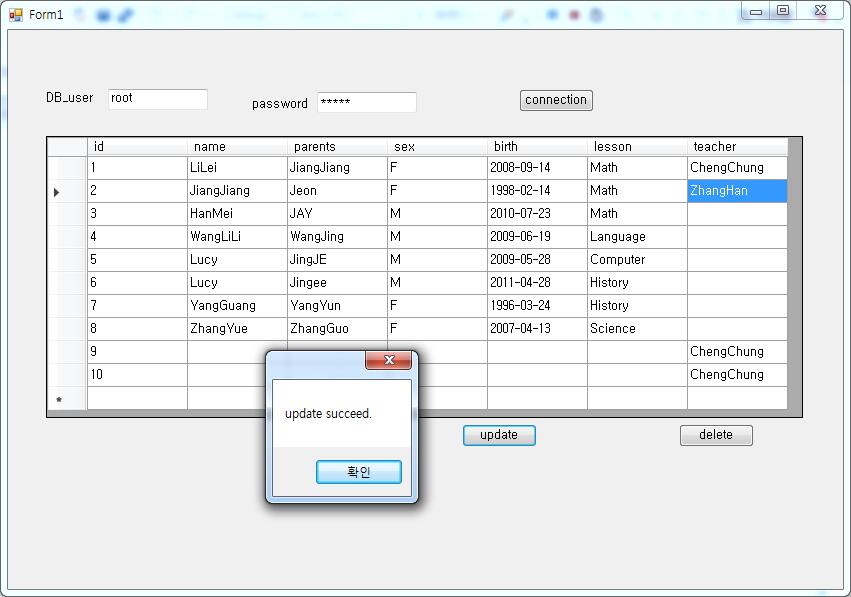 Form1
DB_user root password ***** connection
id name parents sex birth lesson teacher
1 LiLei JiangJiang F 2008-09-14 Math ChengChung
2 JiangJiang Jeon F 1998-02-14 Math ZhangHan
3 HanMei JAY M 2010-07-23 Math
4 WangLiLi WangJing M 2009-06-19 Language
5 Lucy JingJE M 2009-05-28 Computer
6 Lucy Jingee M 2011-04-28 History
7 YangGuang YangYun F 1996-03-24 History
8 ZhangYue ZhangGuo F 2007-04-13 Science
9 ChengChung
10 ChengChung
*
update succeed.
확인
update delete